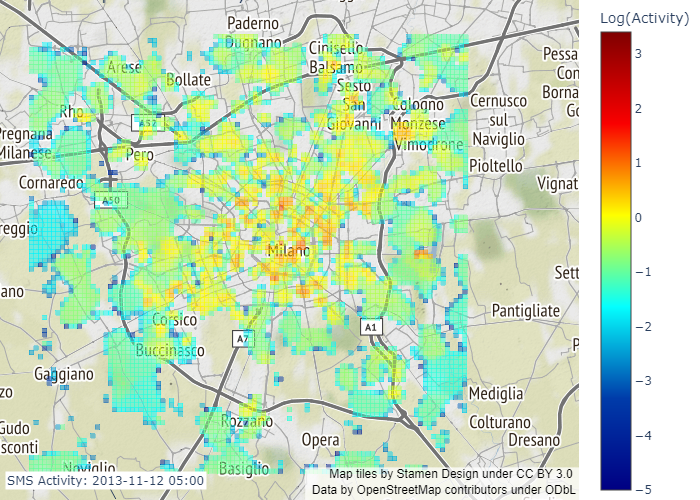 Log(Activity)
3
2
1
0
−1
−2
−3
−4
−5
Paderno
Dugnano
Cinisello
Balsamo
Sesto
San
Giovanni
Arese
Bollate
Rho
A52
Pero
Pregnana
Milanese
Cornaredo
A50
reggio
Cologno
Monzese
Vimodrone
Cernusco
sul
Naviglio
Pioltello
Pessa
Con
Borna
Go
Vignat
Milano
Sett
ano
Corsico
Buccinasco
A7
A1
Pantigliate
P
Gaggiano
zo
Gudo
sconti
Mediglia
Colturano
Dresano
Rozzano
Opera
Noviglio
Basiglio
SMS Activity: 2013-11-12 05:00
Map tiles by Stamen Design under CC BY 3.0
Data by OpenStreetMap contributors under ODbL